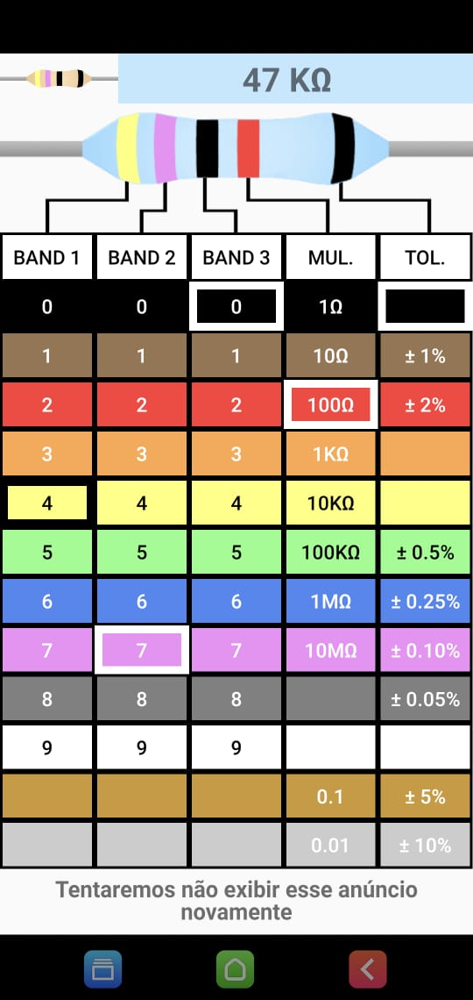 47 KΩ
BAND 1 BAND 2 BAND 3 MUL. TOL.
0 0 0 1Ω
1 1 1 10Ω ± 1%
2 2 2 100Ω ± 2%
3 3 3 1KΩ
4 4 4 10KΩ
5 5 5 100KΩ ± 0.5%
6 6 6 1MΩ ± 0.25%
7 7 7 10MΩ ± 0.10%
8 8 8 ± 0.05%
9 9 9
0.1 ± 5%
0.01 ± 10%
Tentaremos não exibir esse anúncio
novamente